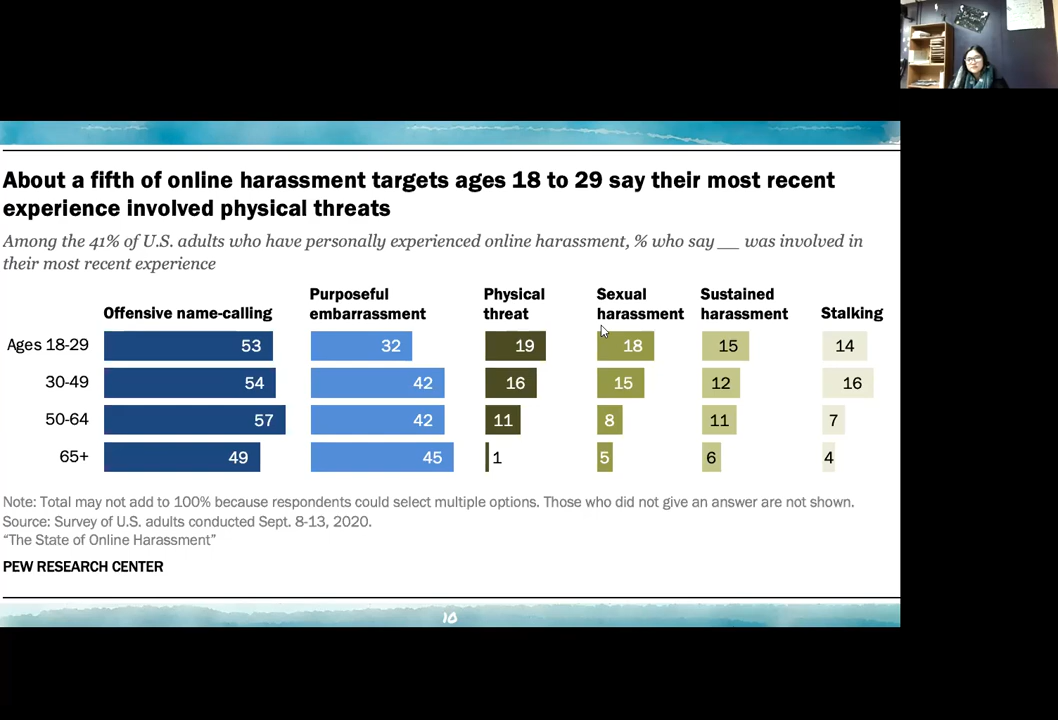 About a fifth of online harassment targets ages 18 to 29 say their most recent
experience involved physical threats
Among the 41% of U.S. adults who have personally experienced online harassment, % who say __ was involved in
their most recent experience
Offensive name-calling Purposeful embarrassment Physical threat Sexual harassment Sustained harassment Stalking
Ages 18-29 53 32 19 18 15 14
30-49 54 42 16 15 12 16
50-64 57 42 11 8 11 7
65+ 49 45 1 5 6 4
Note: Total may not add to 100% because respondents could select multiple options. Those who did not give an answer are not shown.
Source: Survey of U.S. adults conducted Sept. 8-13, 2020.
“The State of Online Harassment”
PEW RESEARCH CENTER
10